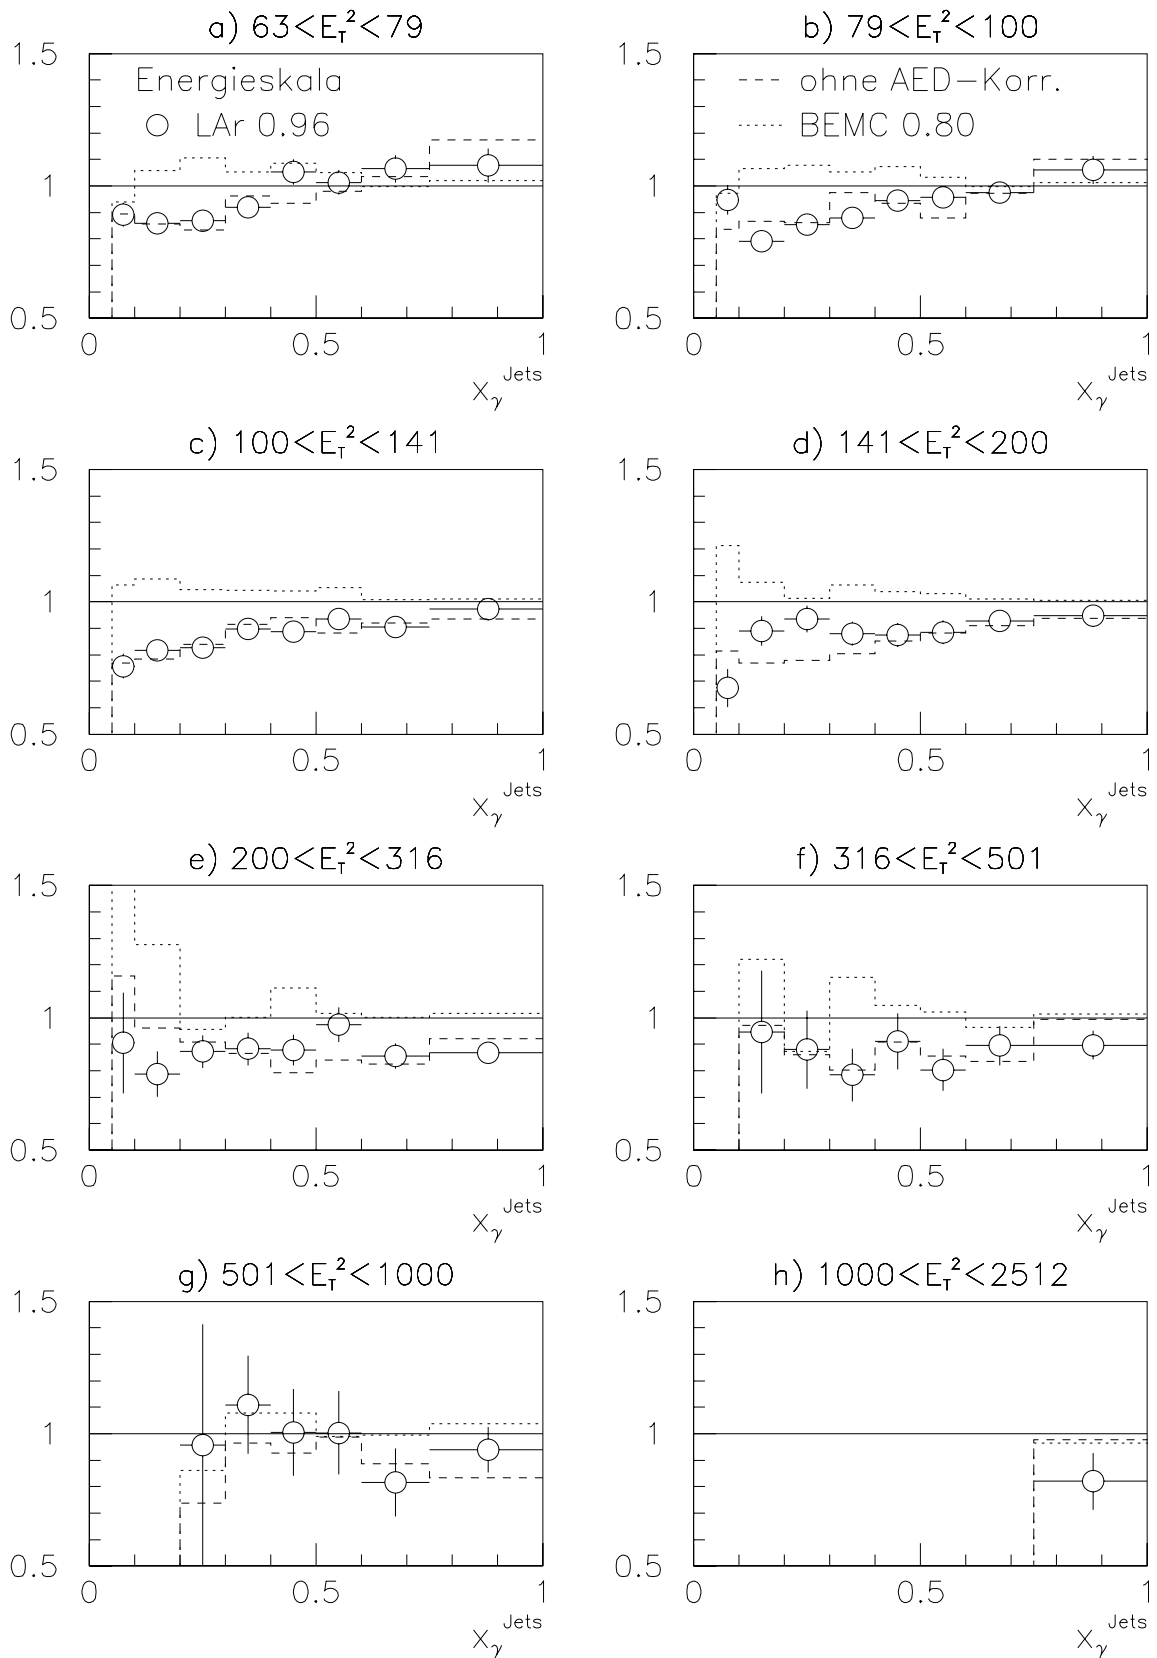 a) 63<E_T^2<79
b) 79<E_T^2<100
1.5
Energieskala
LAr 0.96
1
0.5
0 0.5 1
X_γ^Jets
1.5
ohne AED-Korr.
BEMC 0.80
1
0.5
0 0.5 1
X_γ^Jets
c) 100<E_T^2<141
d) 141<E_T^2<200
1.5
1
0.5
0 0.5 1
X_γ^Jets
1.5
1
0.5
0 0.5 1
X_γ^Jets
e) 200<E_T^2<316
f) 316<E_T^2<501
1.5
1
0.5
0 0.5 1
X_γ^Jets
1.5
1
0.5
0 0.5 1
X_γ^Jets
g) 501<E_T^2<1000
h) 1000<E_T^2<2512
1.5
1
0.5
0 0.5 1
X_γ^Jets
1.5
1
0.5
0 0.5 1
X_γ^Jets